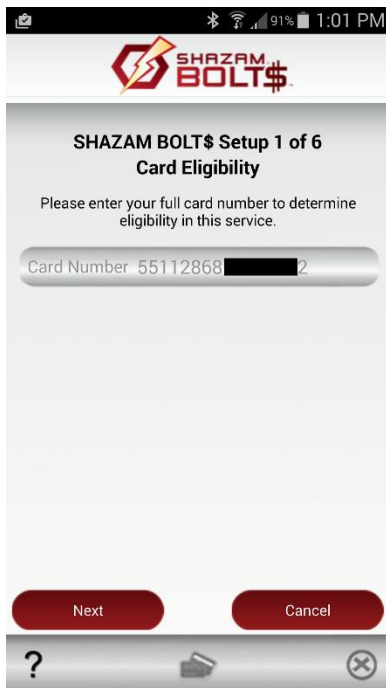 91% 1:01 PM
SHAZAM
BOLT$
SHAZAM BOLT$ Setup 1 of 6
Card Eligibility
Please enter your full card number to determine
eligibility in this service.
Card Number 55112868 2
Next
Cancel
?